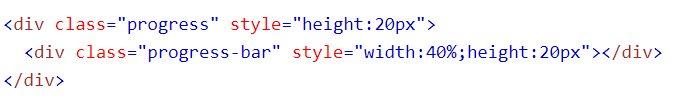 <div class="progress" style="height:20px">
  <div class="progress-bar" style="width:40%;height:20px"></div>
</div>